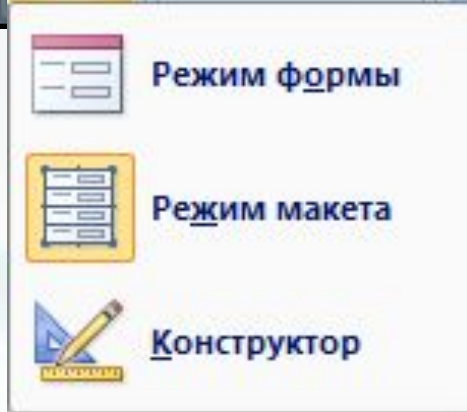 Режим формы
Режим макета
Конструктор